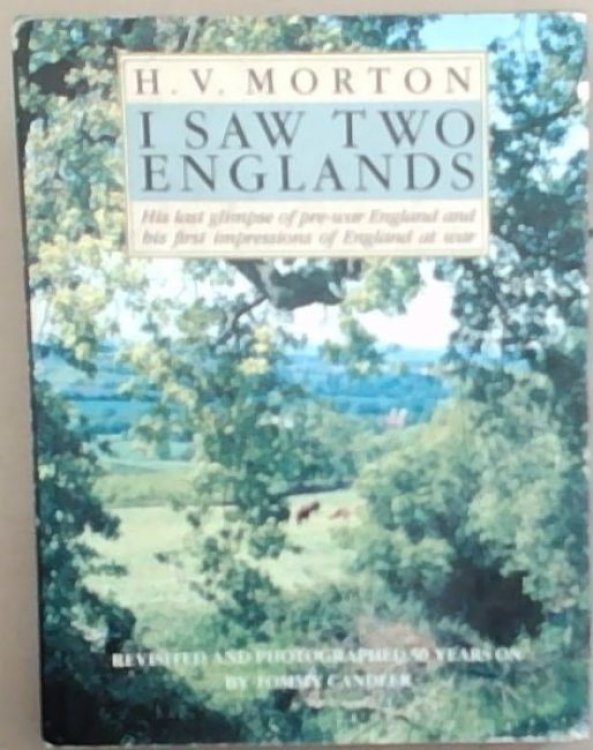 H. V. MORTON
I SAW TWO
ENGLANDS
His last glimpse of pre-war England and
his first impressions of England at war
REVISITED AND PHOTOGRAPHED 50 YEARS ON
BY TOMMY CANDLER